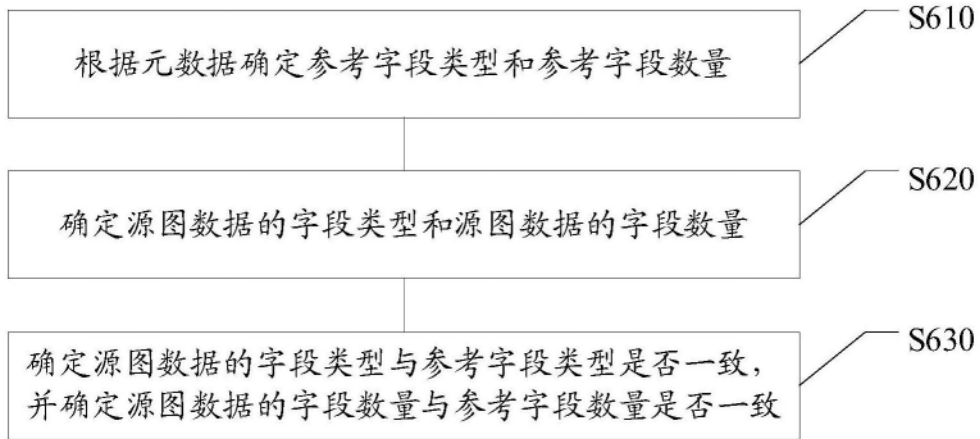 S610
根据元数据确定参考字段类型和参考字段数量
S620
确定源图数据的字段类型和源图数据的字段数量
S630
确定源图数据的字段类型与参考字段类型是否一致，
并确定源图数据的字段数量与参考字段数量是否一致